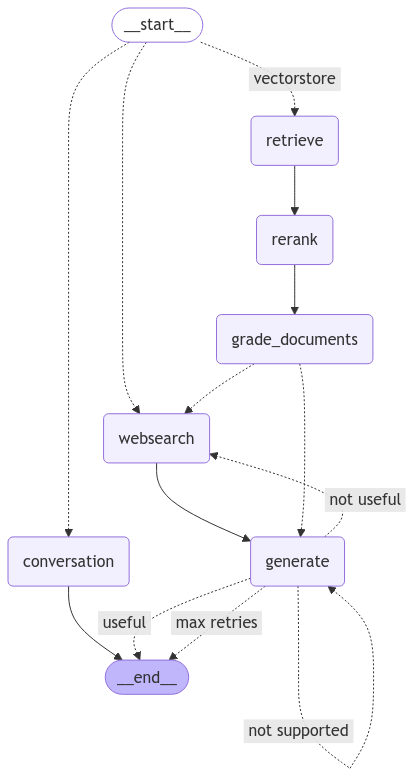 __start__
vectorstore
retrieve
rerank
grade_documents
websearch
not useful
conversation
generate
useful
max retries
__end__
not supported